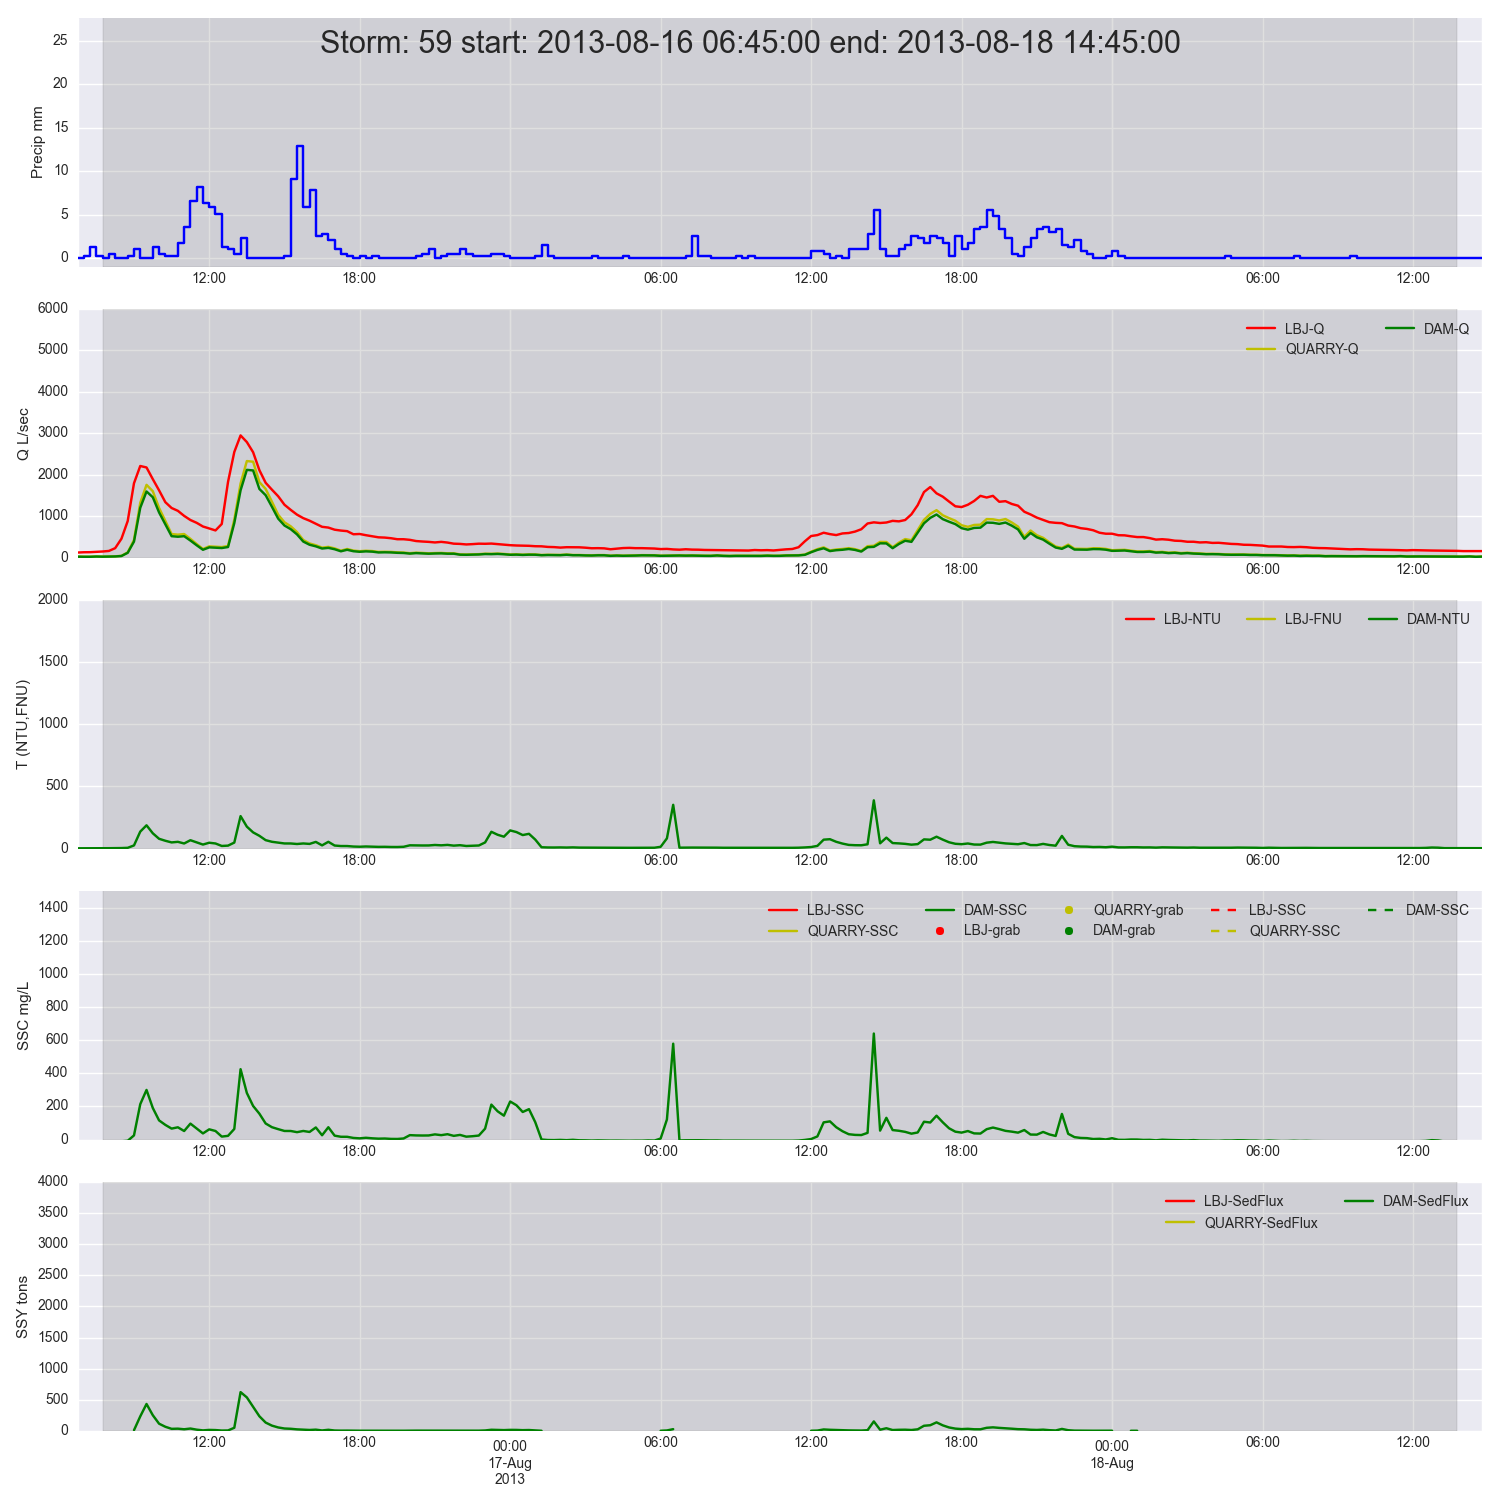 Storm: 59 start: 2013-08-16 06:45:00 end: 2013-08-18 14:45:00
Precip mm
25
20
15
10
5
0
12:00 18:00 06:00 12:00 18:00 06:00 12:00
Q L/sec
6000
5000
4000
3000
2000
1000
0
LBJ-Q DAM-Q
QUARRY-Q
12:00 18:00 06:00 12:00 18:00 06:00 12:00
T (NTU,FNU)
2000
1500
1000
500
0
LBJ-NTU LBJ-FNU DAM-NTU
12:00 18:00 06:00 12:00 18:00 06:00 12:00
SSC mg/L
1400
1200
1000
800
600
400
200
0
LBJ-SSC DAM-SSC QUARRY-grab LBJ-SSC DAM-SSC
QUARRY-SSC LBJ-grab DAM-grab QUARRY-SSC
12:00 18:00 06:00 12:00 18:00 06:00 12:00
SSY tons
4000
3500
3000
2500
2000
1500
1000
500
0
LBJ-SedFlux DAM-SedFlux
QUARRY-SedFlux
12:00 18:00 00:00 06:00 12:00 18:00 00:00 06:00 12:00
17-Aug 18-Aug
2013